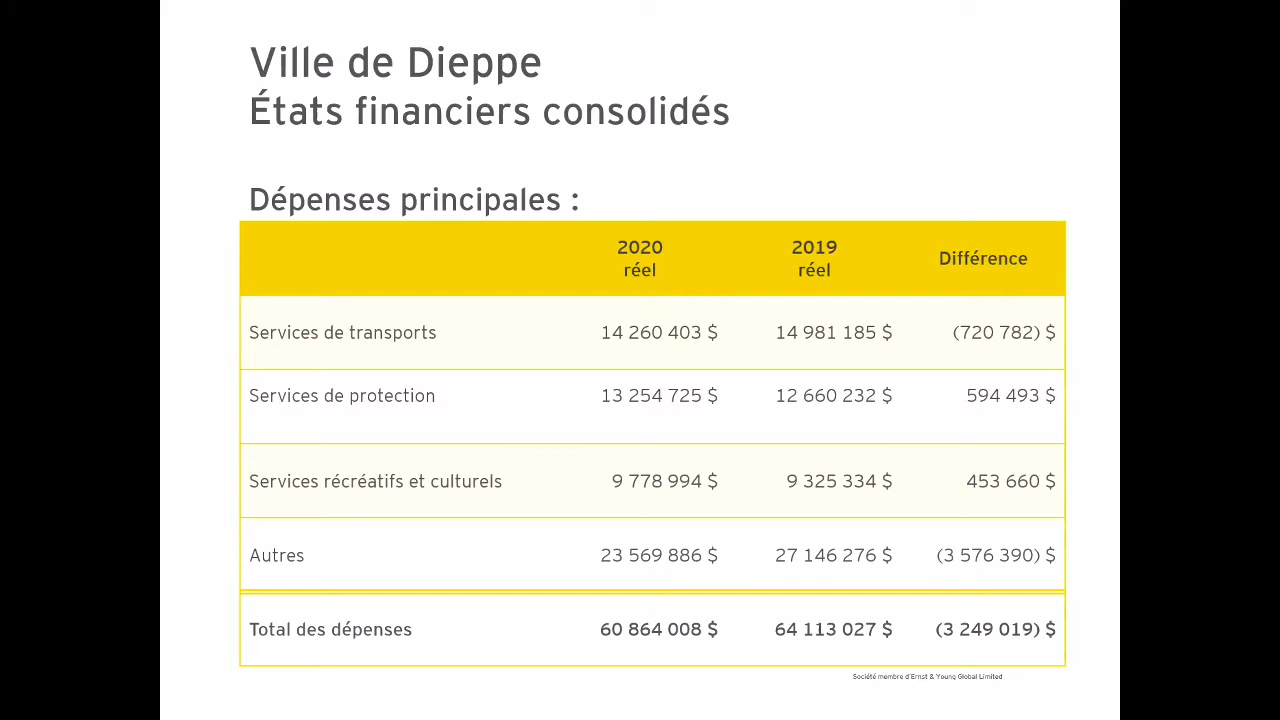 Ville de Dieppe
États financiers consolidés
Dépenses principales :
2020 réel 2019 réel Différence
Services de transports 14 260 403 $ 14 981 185 $ (720 782) $
Services de protection 13 254 725 $ 12 660 232 $ 594 493 $
Services récréatifs et culturels 9 778 994 $ 9 325 334 $ 453 660 $
Autres 23 569 886 $ 27 146 276 $ (3 576 390) $
Total des dépenses 60 864 008 $ 64 113 027 $ (3 249 019) $
Société membre d'Ernst & Young Global Limited